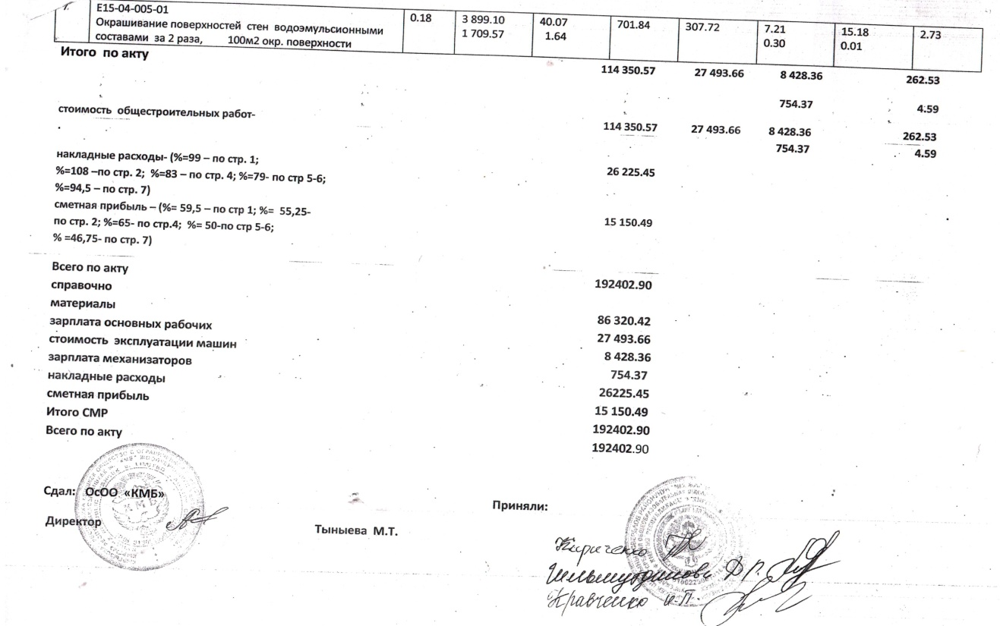 1. Е15-04-005-01 0.18 3 899.10 40.07 701.84 307.72 7.21 15.18 2.73
Окрашивание поверхностей стен водоэмульсионными 1 709.57 1.64 0.30 0.01
составами за 2 раза, 100м2 окр. поверхности
Итого по акту
114 350.57 27 493.66 8 428.36 262.53
754.37 4.59
стоимость общестроительных работ-
114 350.57 27 493.66 8 428.36 262.53
754.37 4.59
накладные расходы- (%=99 – по стр. 1;
%=108 –по стр. 2; %=83 – по стр. 4; %=79- по стр 5-6; 26 225.45
%=94,5 – по стр. 7)
сметная прибыль – (%= 59,5 – по стр 1; %= 55,25-
по стр. 2; %=65- по стр.4; %= 50-по стр 5-6; 15 150.49
% =46,75- по стр. 7)
Всего по акту
справочно 192402.90
материалы
зарплата основных рабочих 86 320.42
стоимость эксплуатации машин 27 493.66
зарплата механизаторов 8 428.36
накладные расходы 754.37
сметная прибыль 26225.45
Итого СМР 15 150.49
Всего по акту 192402.90
192402.90
Сдал: ОсОО «КМБ»
Приняли:
Директор Тыныева М.Т.
Кириченко
Кравченко И.П.